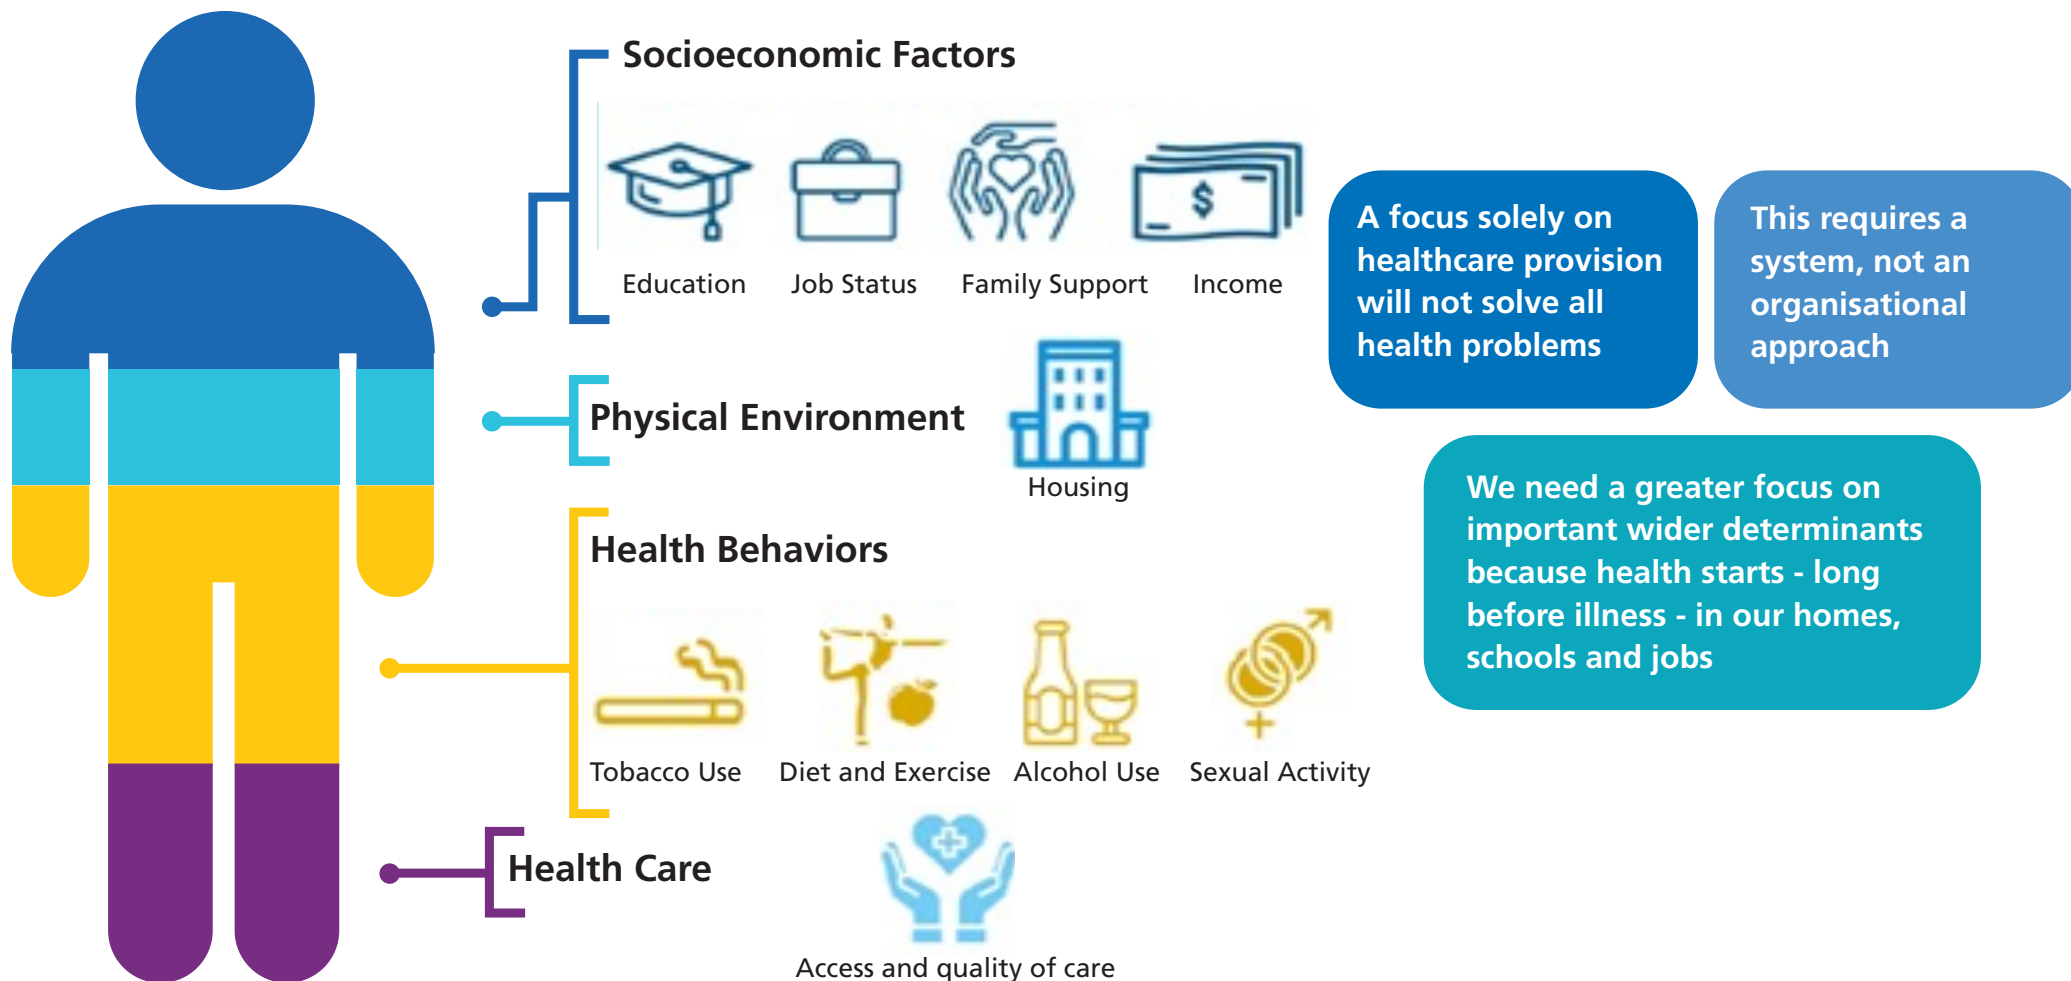 Socioeconomic Factors
$
Education
Job Status
Family Support
Income
Physical Environment
Housing
Health Behaviors
Tobacco Use
Diet and Exercise
Alcohol Use
Sexual Activity
Health Care
Access and quality of care
A focus solely on
healthcare provision
will not solve all
health problems
This requires a
system, not an
organisational
approach
We need a greater focus on
important wider determinants
because health starts - long
before illness - in our homes,
schools and jobs